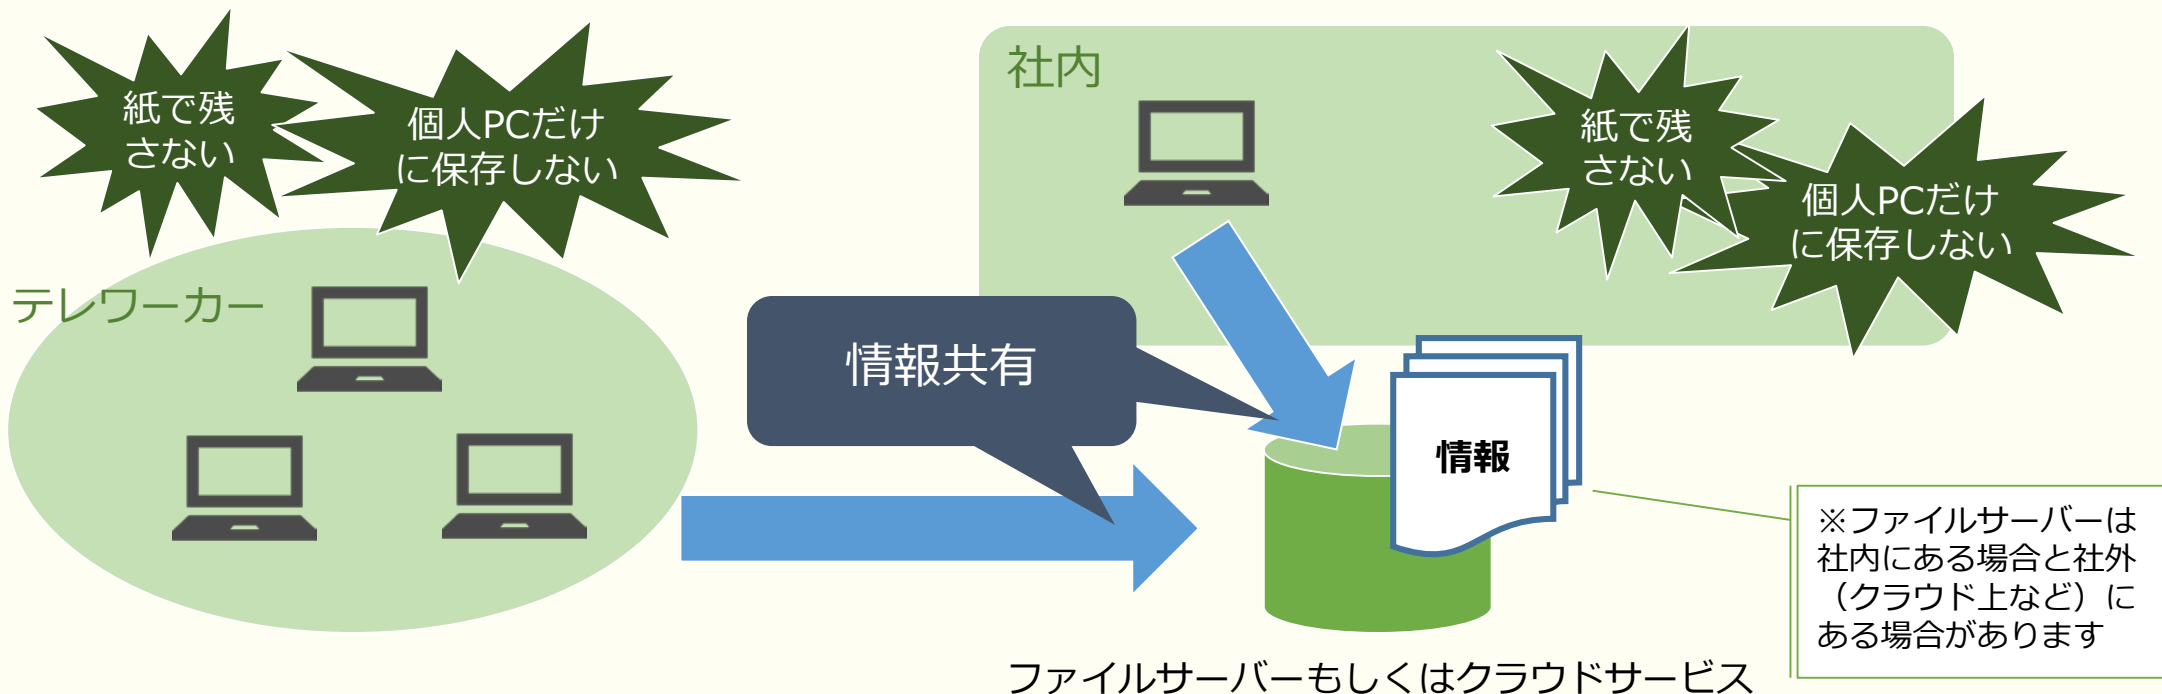 紙で残
さない
個人PCだけ
に保存しない
テレワーカー
社内
紙で残
さない
個人PCだけ
に保存しない
情報共有
情報
※ファイルサーバーは
社内にある場合と社外
（クラウド上など）に
ある場合があります
ファイルサーバーもしくはクラウドサービス